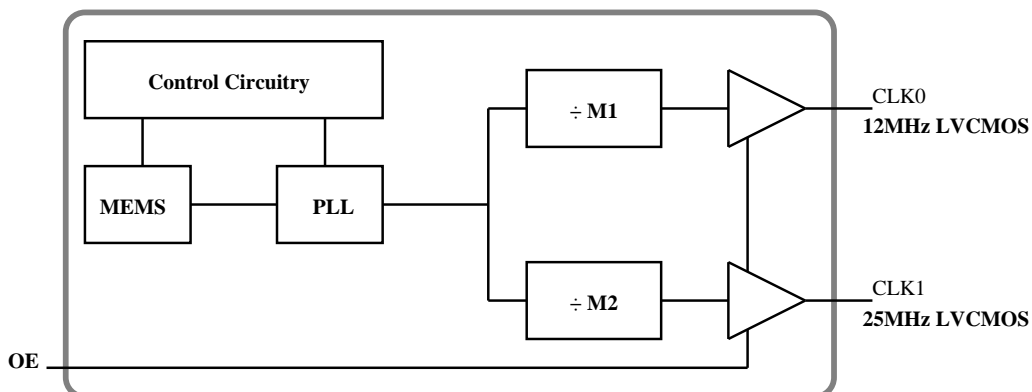 Control Circuitry
÷ M1
CLK0
12MHz LVCMOS
MEMS
PLL
÷ M2
CLK1
25MHz LVCMOS
OE